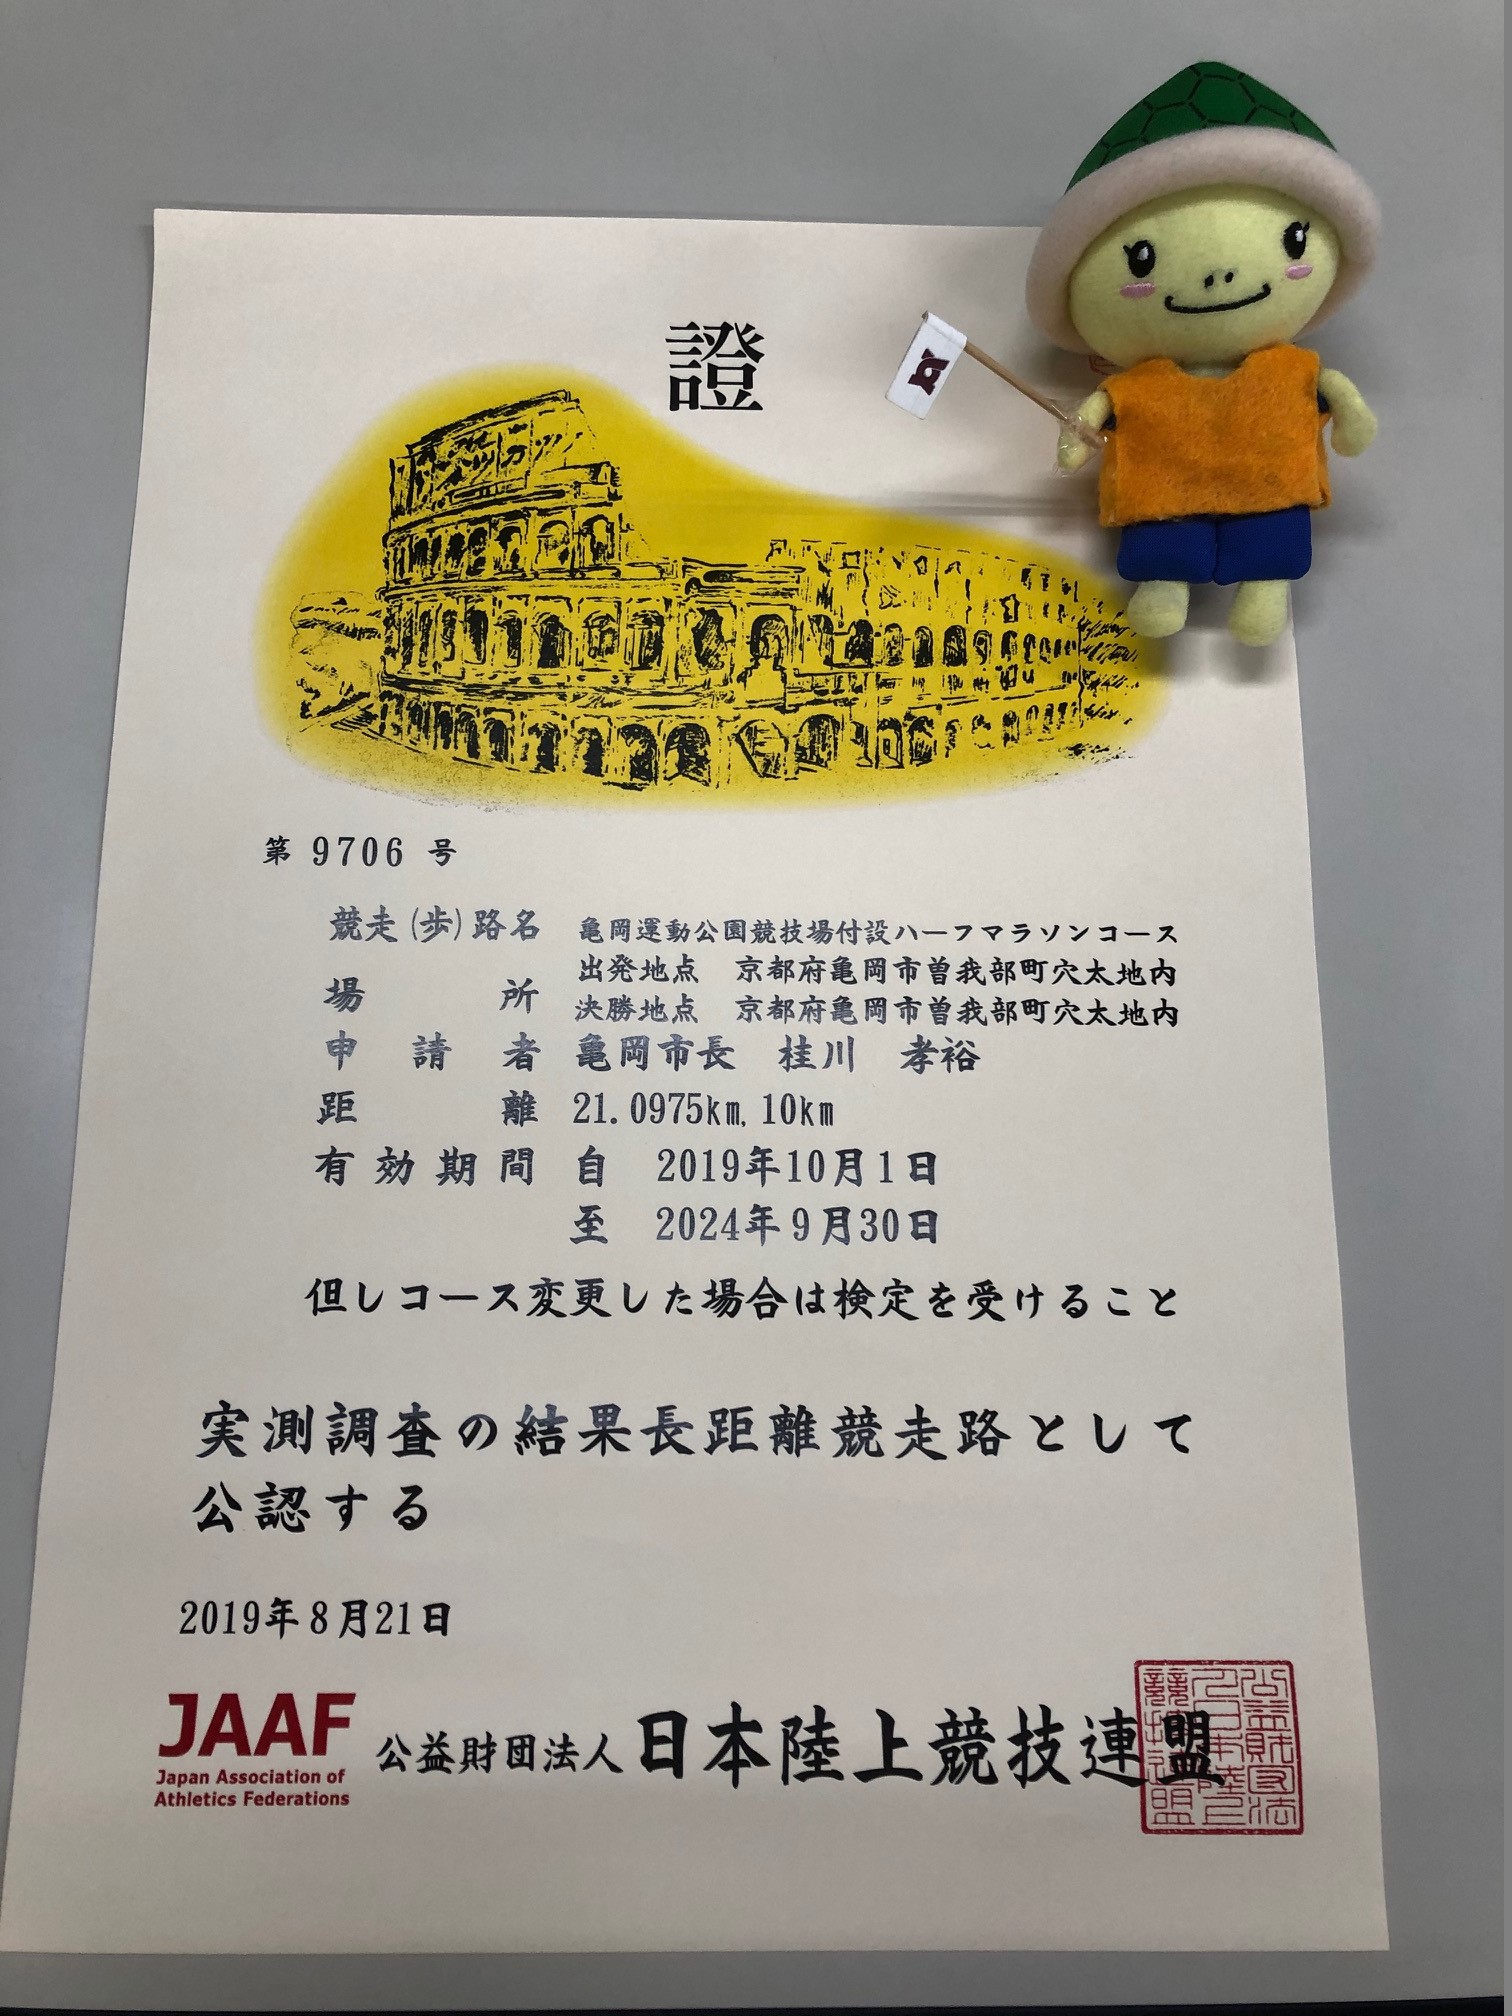 證
第 9706 号
競走(歩)路名 亀岡運動公園競技場付設ハーフマラソンコース
場所 出発地点 京都府亀岡市曽我部町穴太地内
決勝地点 京都府亀岡市曽我部町穴太地内
申請者 亀岡市長 桂川 孝裕
距離 21.0975km, 10km
有効期間 自 2019年10月1日
至 2024年9月30日
但しコース変更した場合は検定を受けること
実測調査の結果長距離競走路として
公認する
2019年8月21日
JAAF
Japan Association of
Athletics Federations
公益財団法人 日本陸上競技連盟